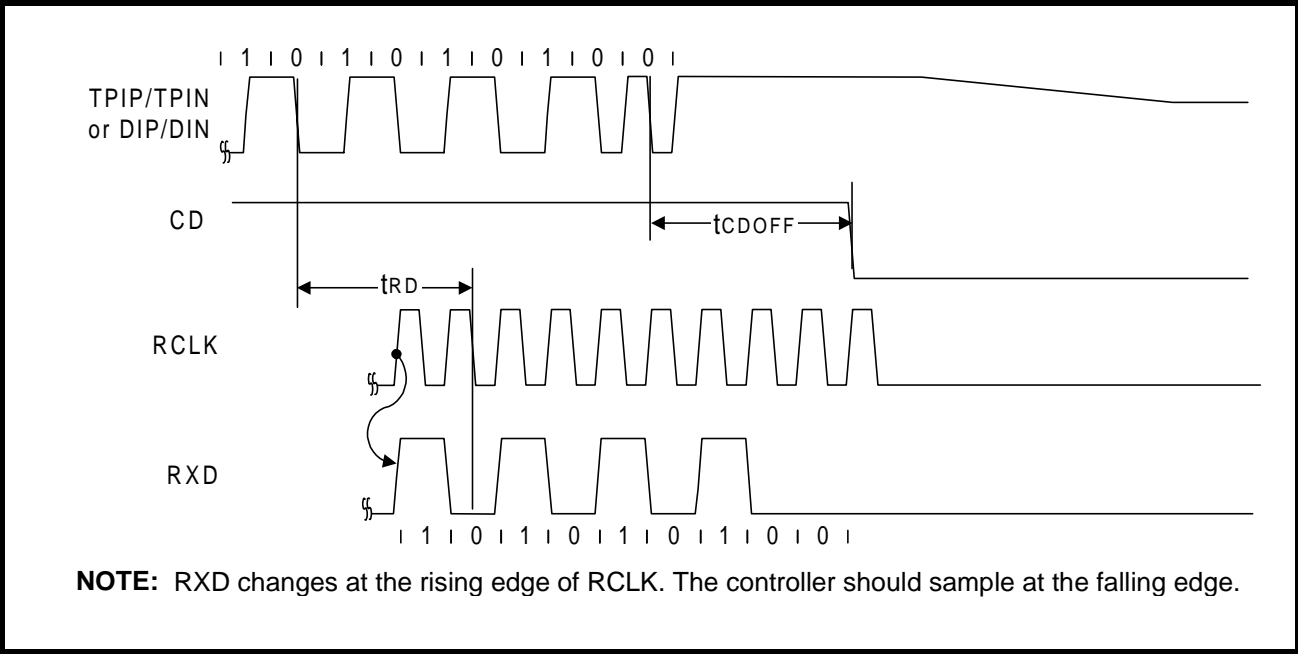 1 0 1 0 1 0 1 0 0
TPIP/TPIN
or DIP/DIN
CD
tCDOFF
tRD
RCLK
RXD
1 0 1 0 1 0 1 0 0
NOTE: RXD changes at the rising edge of RCLK. The controller should sample at the falling edge.